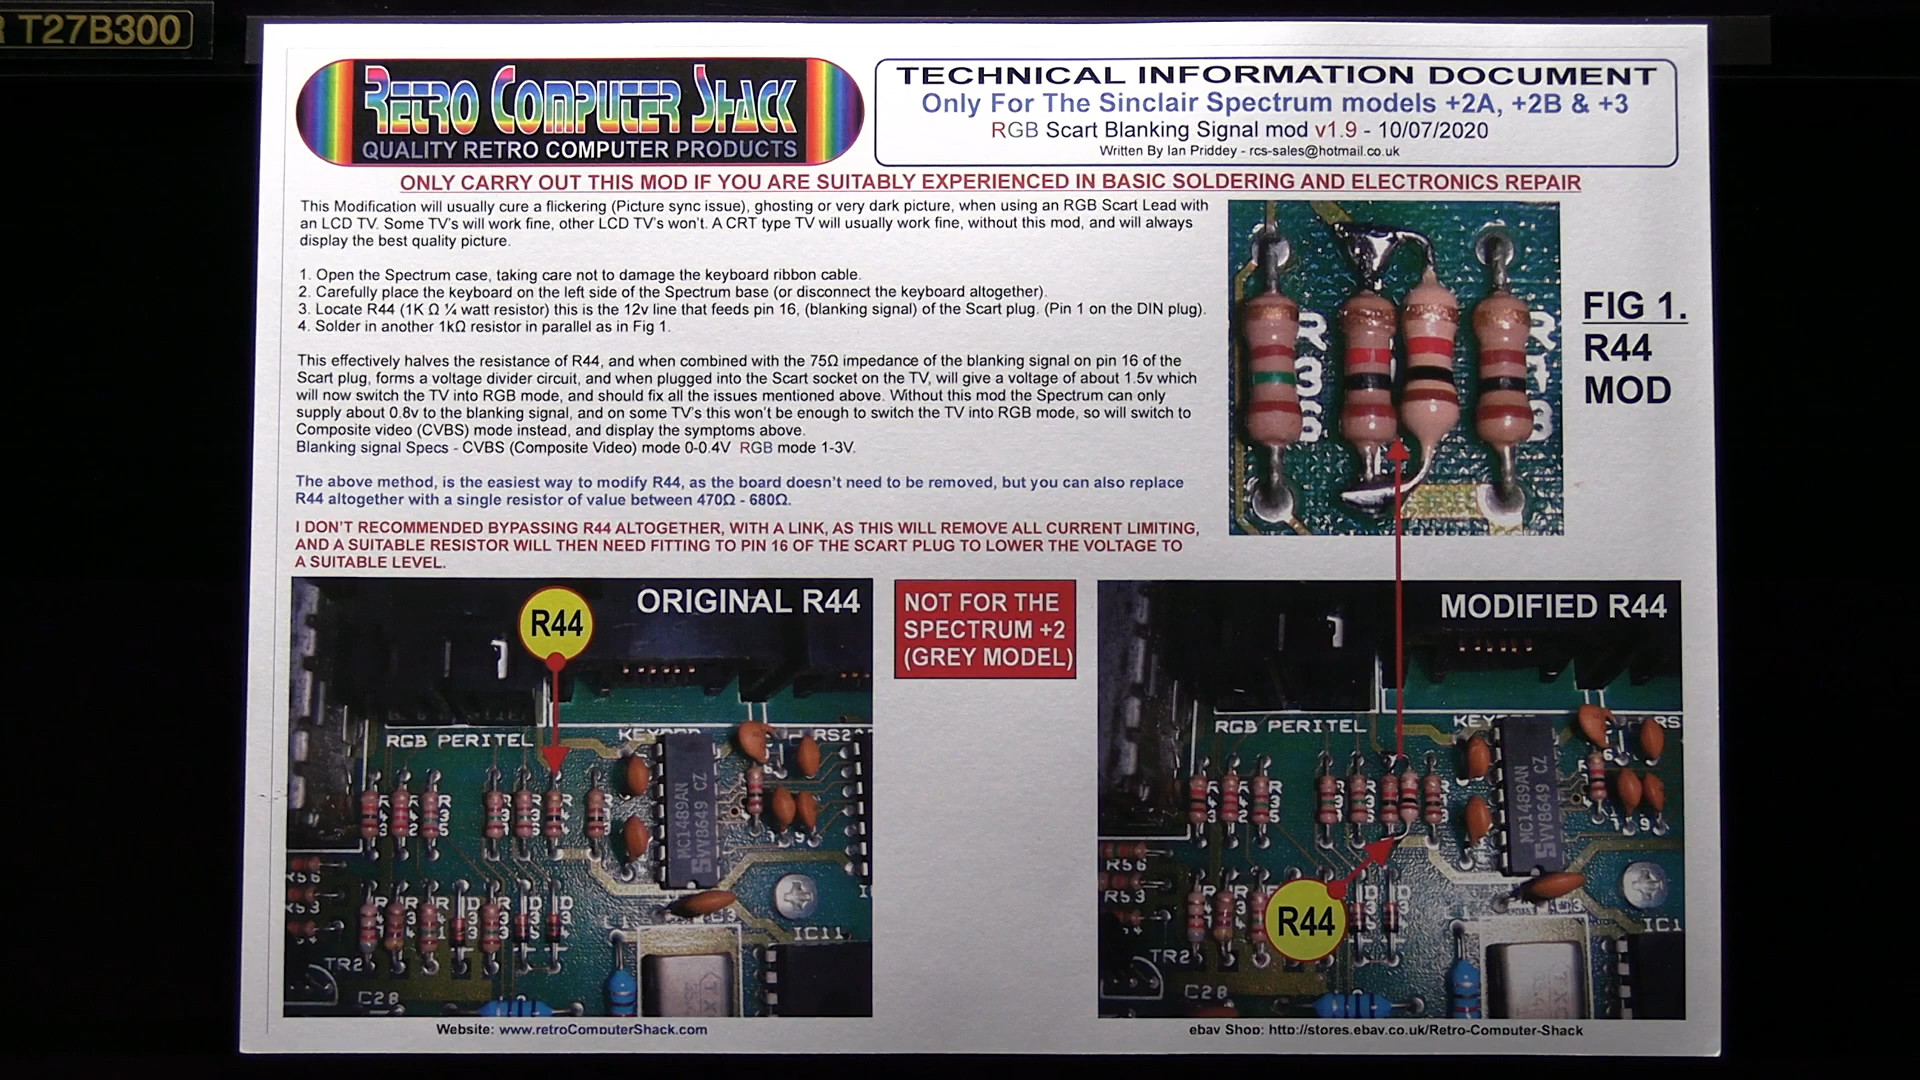 T27B300
RETRO COMPUTER SHACK
QUALITY RETRO COMPUTER PRODUCTS
TECHNICAL INFORMATION DOCUMENT
Only For The Sinclair Spectrum models +2A, +2B & +3
RGB Scart Blanking Signal mod v1.9 - 10/07/2020
Written By Ian Priddey - rcs-sales@hotmail.co.uk
ONLY CARRY OUT THIS MOD IF YOU ARE SUITABLY EXPERIENCED IN BASIC SOLDERING AND ELECTRONICS REPAIR
This Modification will usually cure a flickering (Picture sync issue), ghosting or very dark picture, when using an RGB Scart Lead with
an LCD TV. Some TV's will work fine, other LCD TV's won't. A CRT type TV will usually work fine, without this mod, and will always
display the best quality picture.
1. Open the Spectrum case, taking care not to damage the keyboard ribbon cable.
2. Carefully place the keyboard on the left side of the Spectrum base (or disconnect the keyboard altogether).
3. Locate R44 (1K Ω ¼ watt resistor) this is the 12v line that feeds pin 16, (blanking signal) of the Scart plug. (Pin 1 on the DIN plug).
4. Solder in another 1kΩ resistor in parallel as in Fig 1.
This effectively halves the resistance of R44, and when combined with the 75Ω impedance of the blanking signal on pin 16 of the
Scart plug, forms a voltage divider circuit, and when plugged into the Scart socket on the TV, will give a voltage of about 1.5v which
will now switch the TV into RGB mode, and should fix all the issues mentioned above. Without this mod the Spectrum can only
supply about 0.8v to the blanking signal, and on some TV's this won't be enough to switch the TV into RGB mode, so will switch to
Composite video (CVBS) mode instead, and display the symptoms above.
Blanking signal Specs - CVBS (Composite Video) mode 0-0.4V RGB mode 1-3V.
The above method, is the easiest way to modify R44, as the board doesn't need to be removed, but you can also replace
R44 altogether with a single resistor of value between 470Ω - 680Ω.
I DON'T RECOMMENDED BYPASSING R44 ALTOGETHER, WITH A LINK, AS THIS WILL REMOVE ALL CURRENT LIMITING,
AND A SUITABLE RESISTOR WILL THEN NEED FITTING TO PIN 16 OF THE SCART PLUG TO LOWER THE VOLTAGE TO
A SUITABLE LEVEL.
FIG 1.
R44
MOD
ORIGINAL R44
R44
RGB PERITEL
MC1489AN
VV8649 CZ
R56
R53
TR2
C28
IC11
NOT FOR THE
SPECTRUM +2
(GREY MODEL)
MODIFIED R44
RGB PERITEL
MC1489AN
VV8649 CZ
R56
R53
R44
TR2
C28
IC1
Website: www.retroComputerShack.com
ebay Shop: http://stores.ebay.co.uk/Retro-Computer-Shack